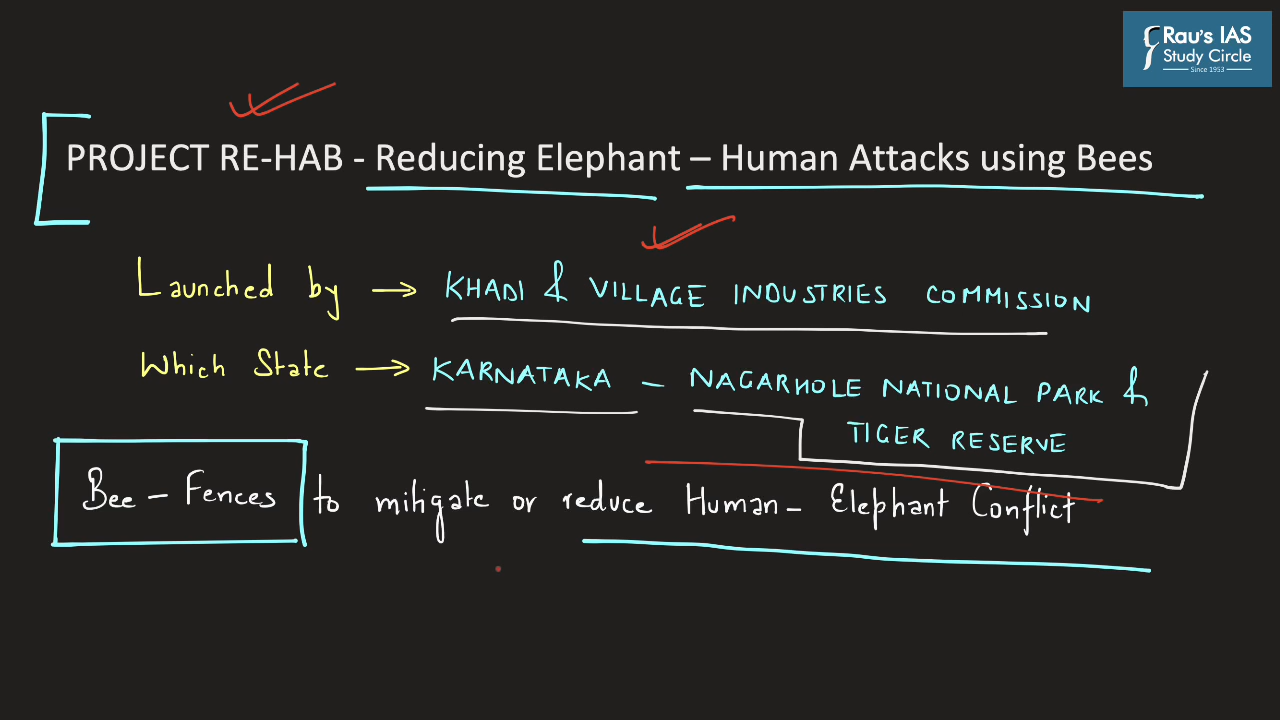 Rau's IAS
Study Circle
Since 1953
PROJECT RE-HAB - Reducing Elephant – Human Attacks using Bees
Launched by → KHADI & VILLAGE INDUSTRIES COMMISSION
Which State → KARNATAKA – NAGARHOLE NATIONAL PARK &
TIGER RESERVE
Bee - Fences to mitigate or reduce Human - Elephant Conflict